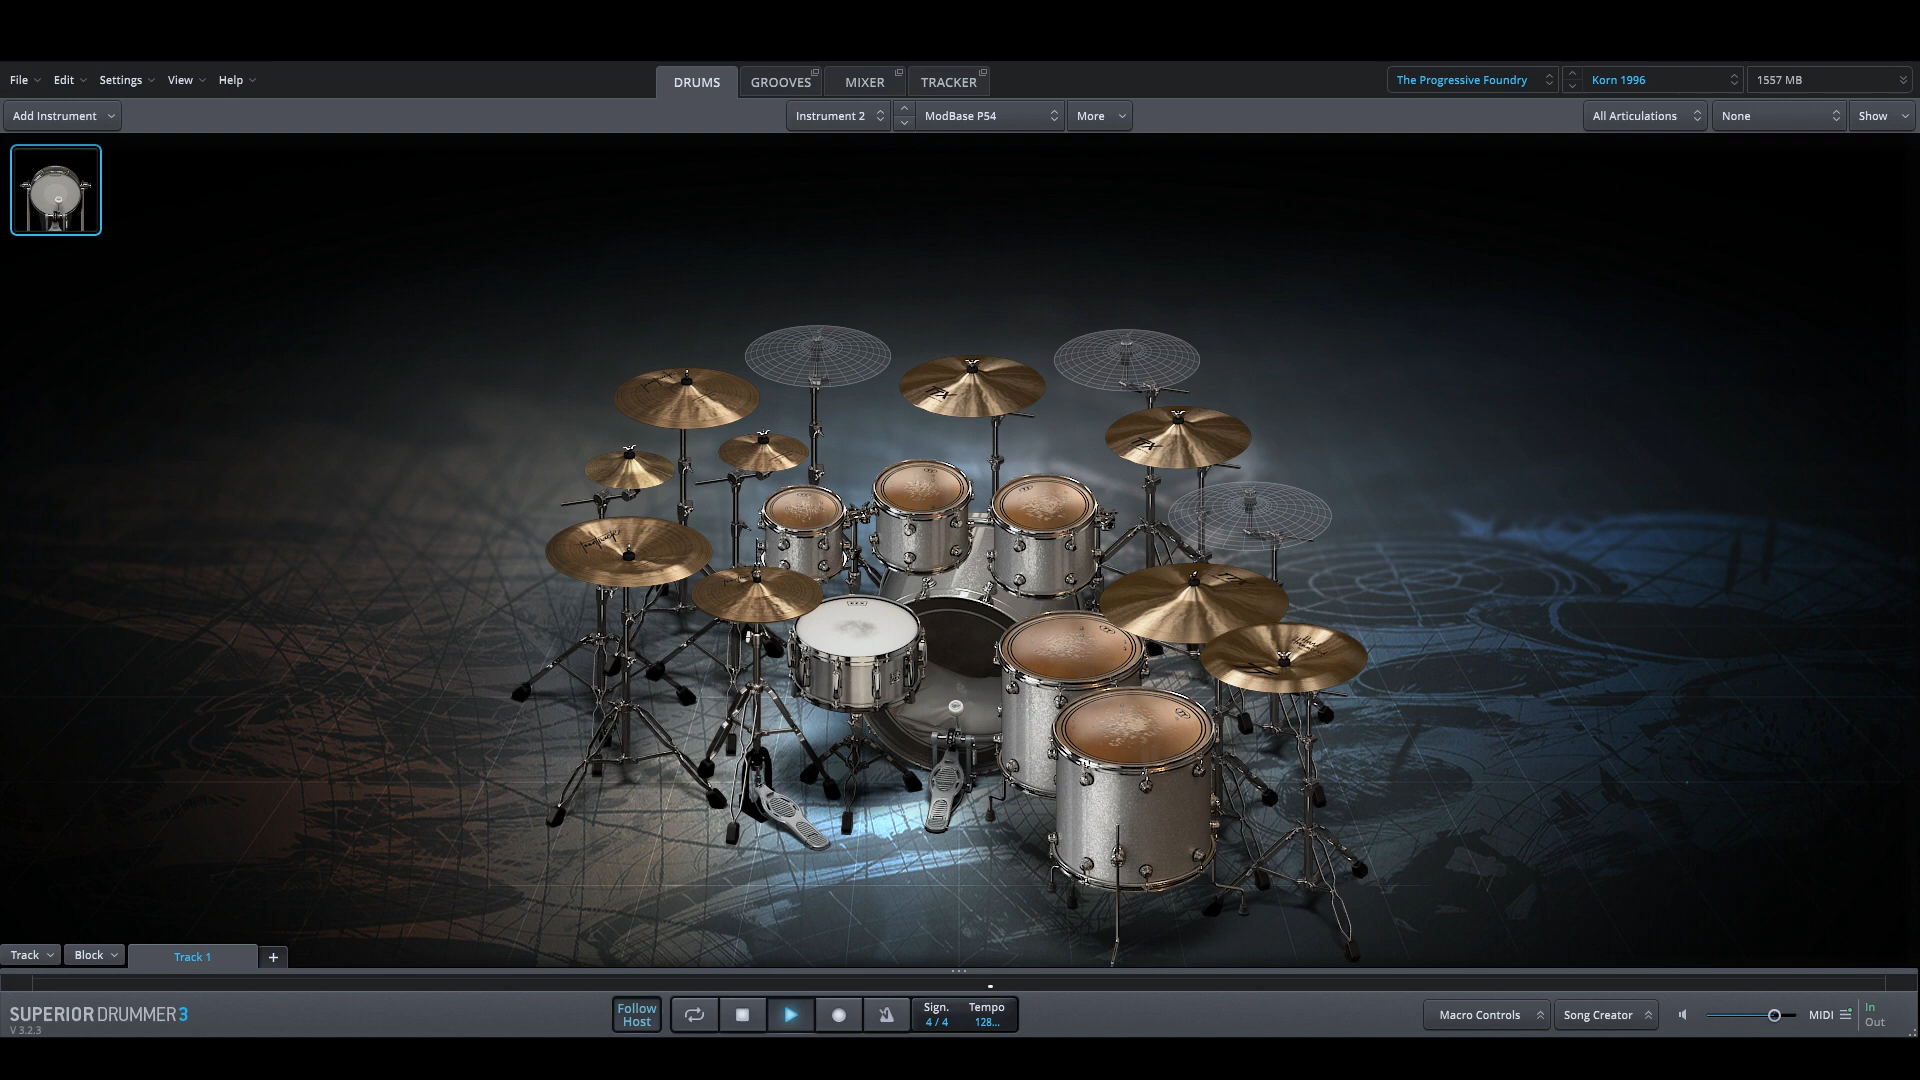 File Edit Settings View Help
DRUMS GROOVES MIXER TRACKER
The Progressive Foundry Korn 1996 1557 MB
Add Instrument Instrument 2 ModBase P54 More All Articulations None Show
Track Block Track 1 +
SUPERIOR DRUMMER 3
V 3.2.3
Follow
Host
Sign. Tempo
4 / 4 128...
Macro Controls Song Creator MIDI
In
Out